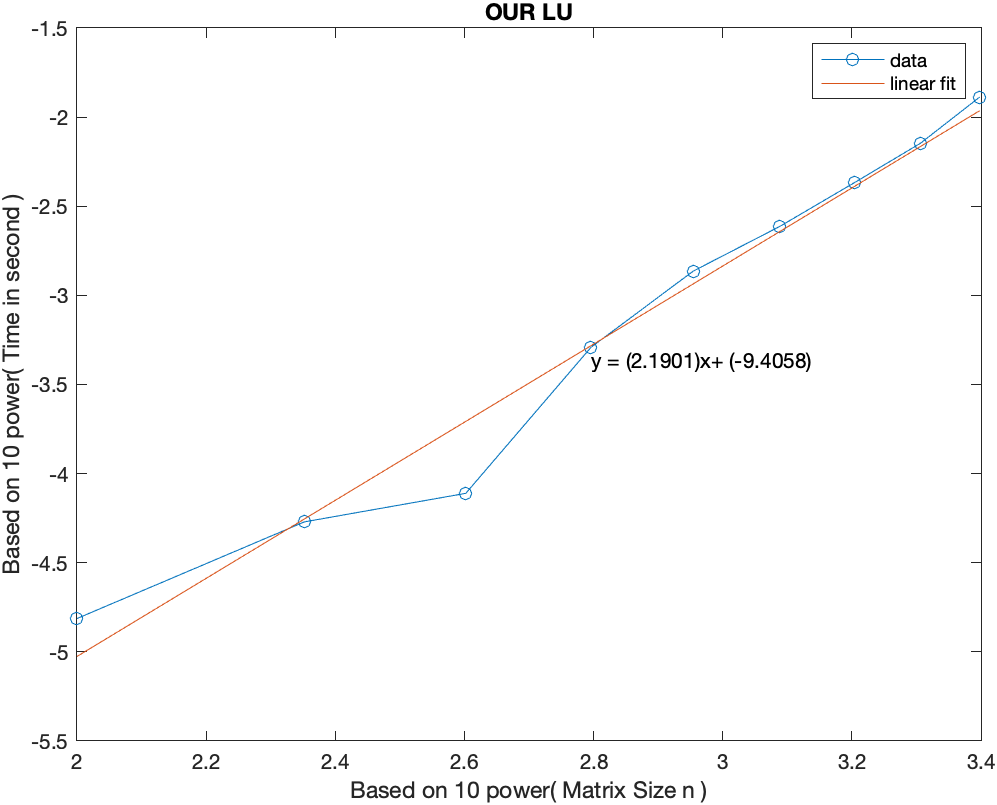 OUR LU
data
linear fit
y = (2.1901)x+ (-9.4058)
Based on 10 power( Time in second )
-1.5
-2
-2.5
-3
-3.5
-4
-4.5
-5
-5.5
2 2.2 2.4 2.6 2.8 3 3.2 3.4
Based on 10 power( Matrix Size n )